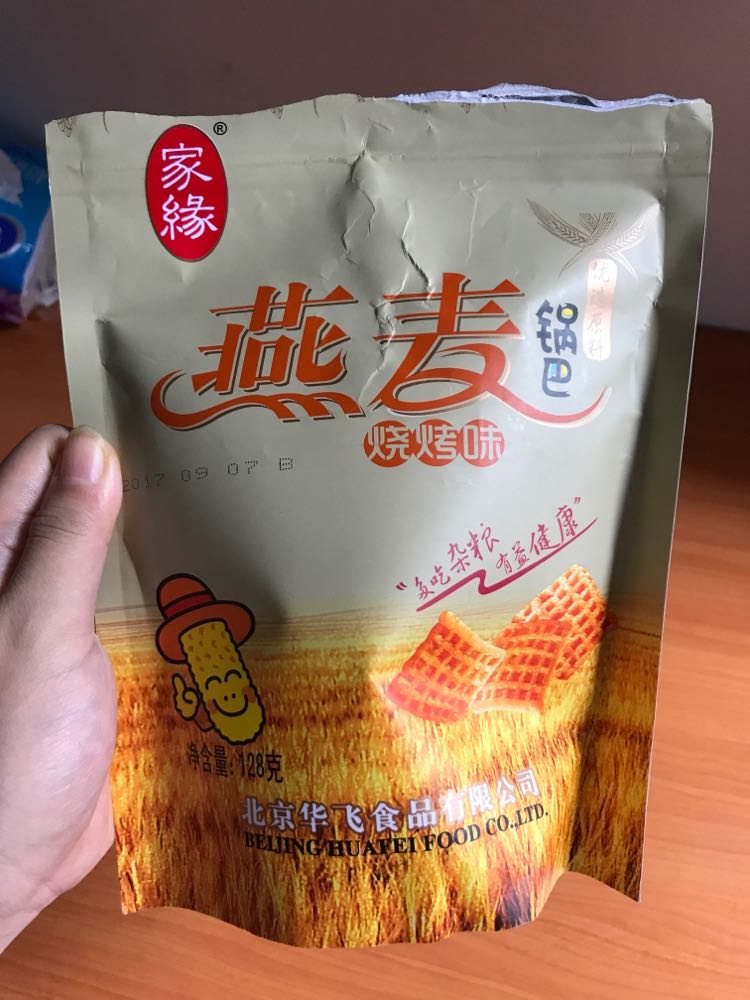 家
緣
®
燕麦
锅巴
优选原料
烧烤味
2017 09 07 B
“多吃杂粮
有益健康”
净含量:128克
北京华飞食品有限公司
BEIJING HUAFEI FOOD CO.,LTD.